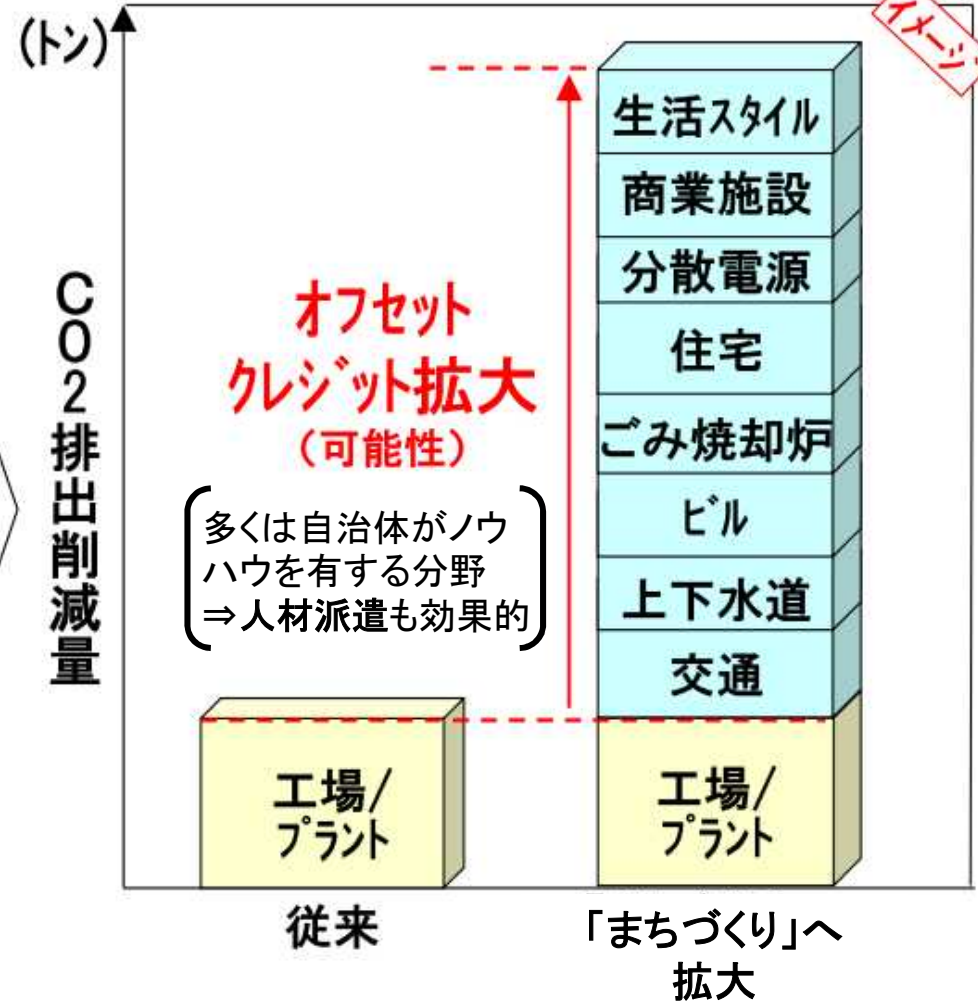 (トン)
イメージ
CO2排出削減量
オフセット
クレジット拡大
（可能性）
多くは自治体がノウ
ハウを有する分野
⇒人材派遣も効果的
生活スタイル
商業施設
分散電源
住宅
ごみ焼却炉
ビル
上下水道
交通
工場/
プラント
工場/
プラント
従来
「まちづくり」へ
拡大